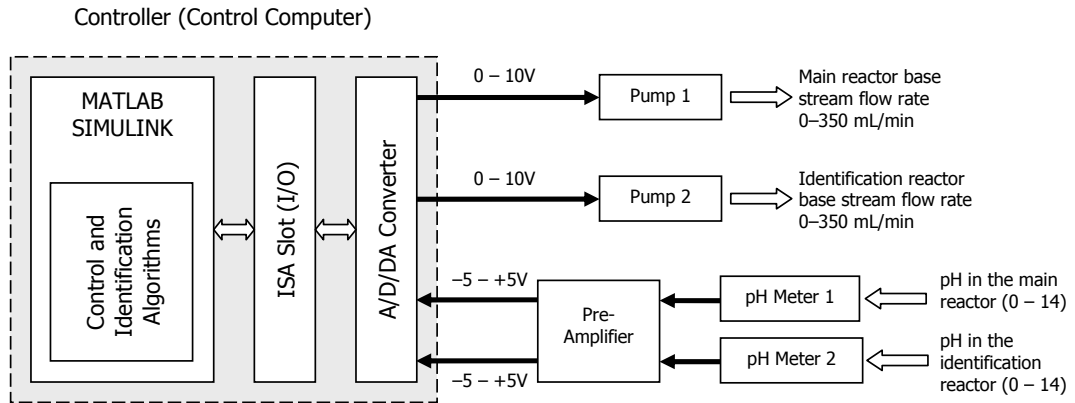 Controller (Control Computer)
MATLAB
SIMULINK
Control and
Identification
Algorithms
ISA Slot (I/O)
A/D/DA Converter
0 – 10V
Pump 1
Main reactor base
stream flow rate
0–350 mL/min
0 – 10V
Pump 2
Identification reactor
base stream flow rate
0–350 mL/min
–5 – +5V
–5 – +5V
Pre-
Amplifier
pH Meter 1
pH in the main
reactor (0 – 14)
pH Meter 2
pH in the
identification
reactor (0 – 14)